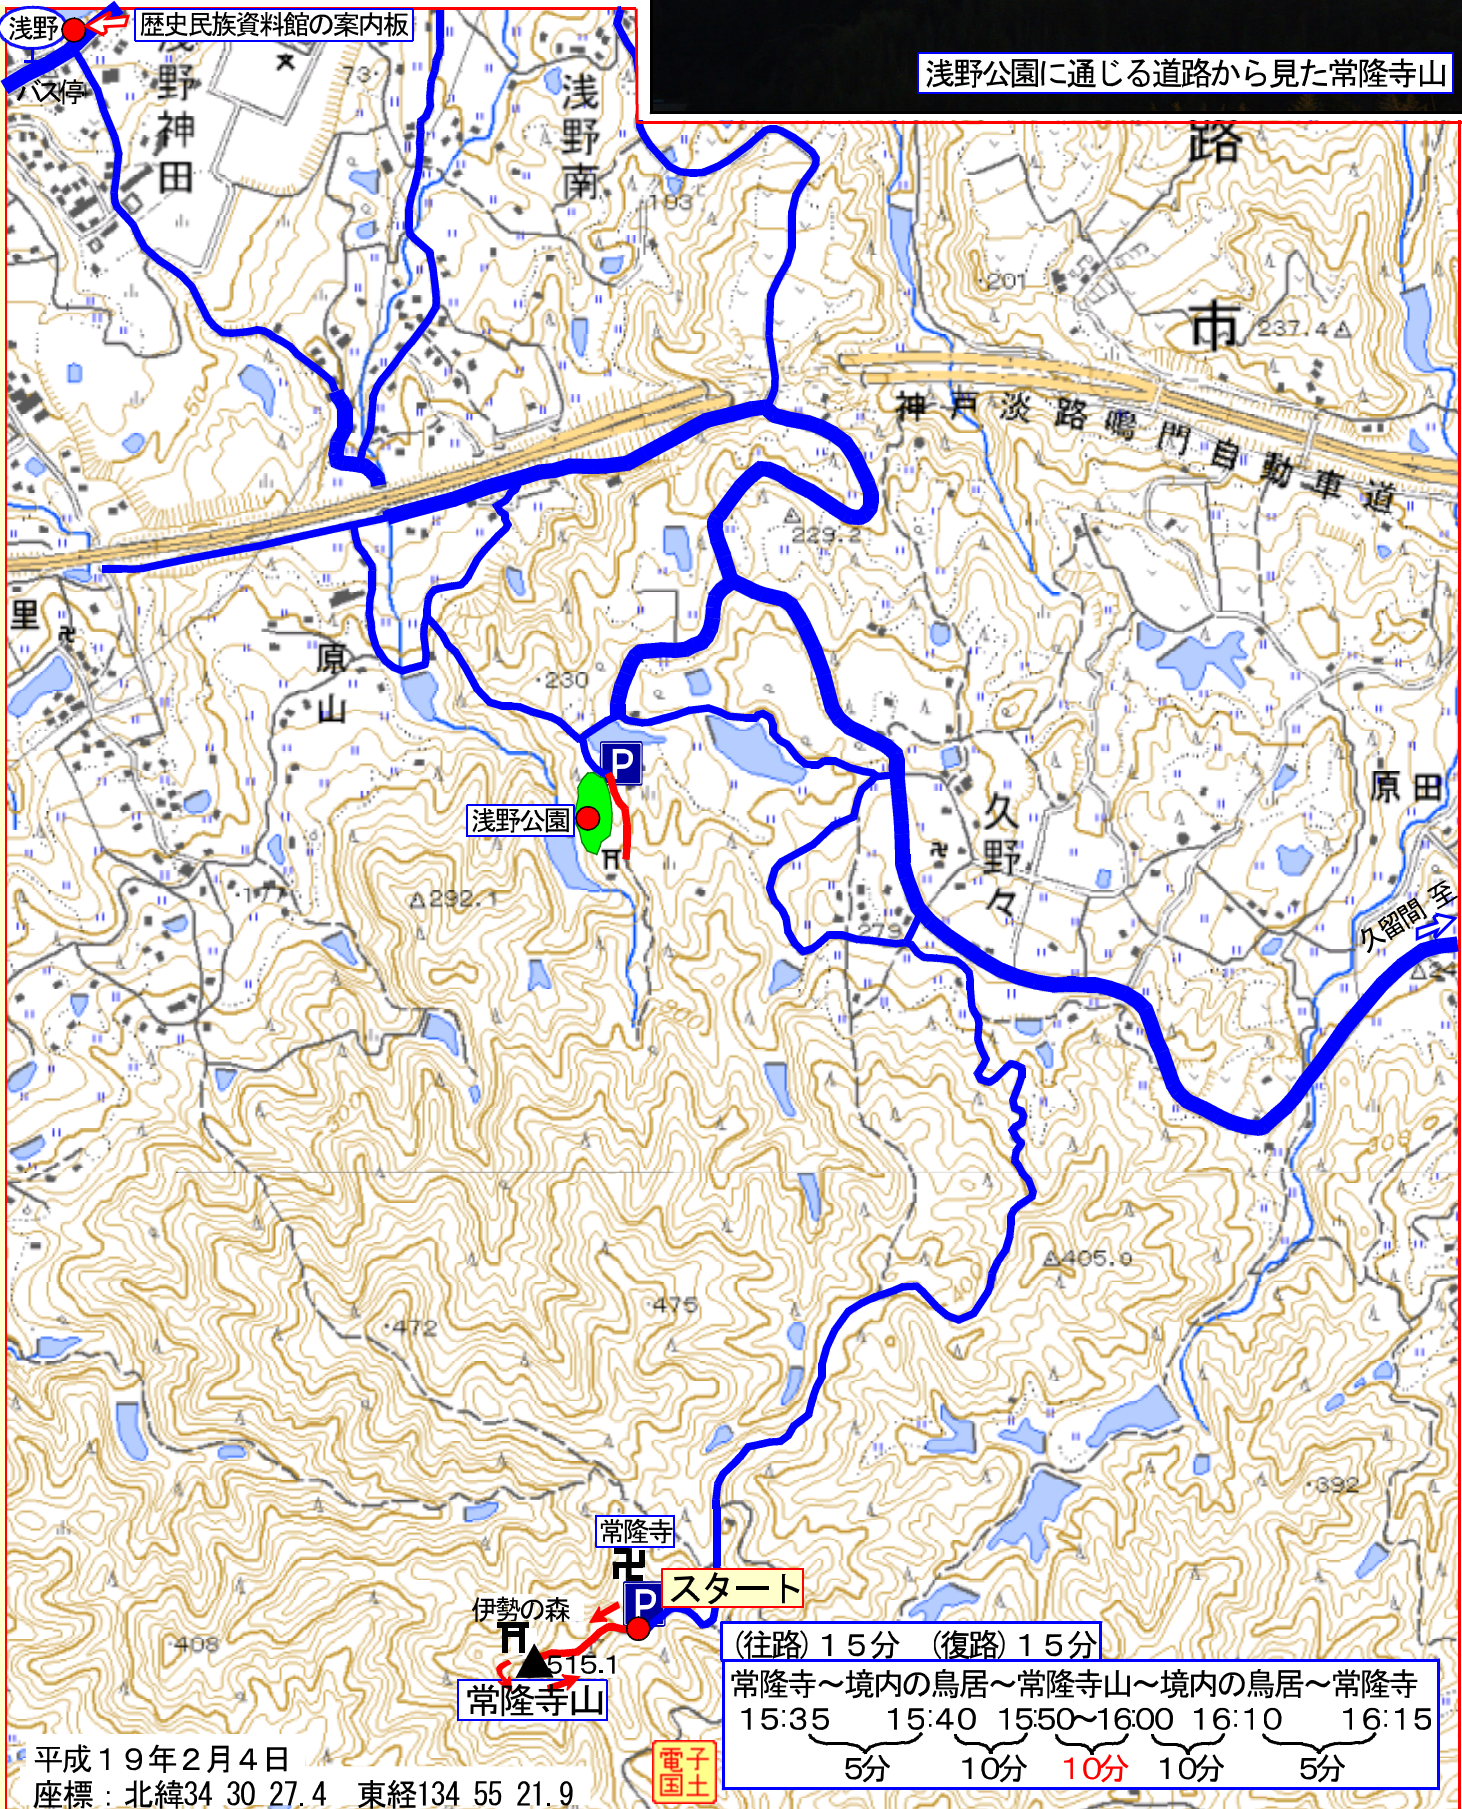 浅野
歴史民族資料館の案内板
バス停
浅野公園に通じる道路から見た常隆寺山
浅野神田
浅野南
73
193
路
市
201
237.4
神戸淡路鳴門自動車道
229.2
里
原山
230
浅野公園
P
久野々
原田
177
292.1
279
久留間 至
200
405.9
475
472
392
408
常隆寺
P
スタート
伊勢の森
515.1
常隆寺山
(往路)15分 (復路)15分
常隆寺～境内の鳥居～常隆寺山～境内の鳥居～常隆寺
15:35 15:40 15:50～16:00 16:10 16:15
5分 10分 10分 10分 5分
平成19年2月4日
座標：北緯34 30 27.4 東経134 55 21.9
電子国土